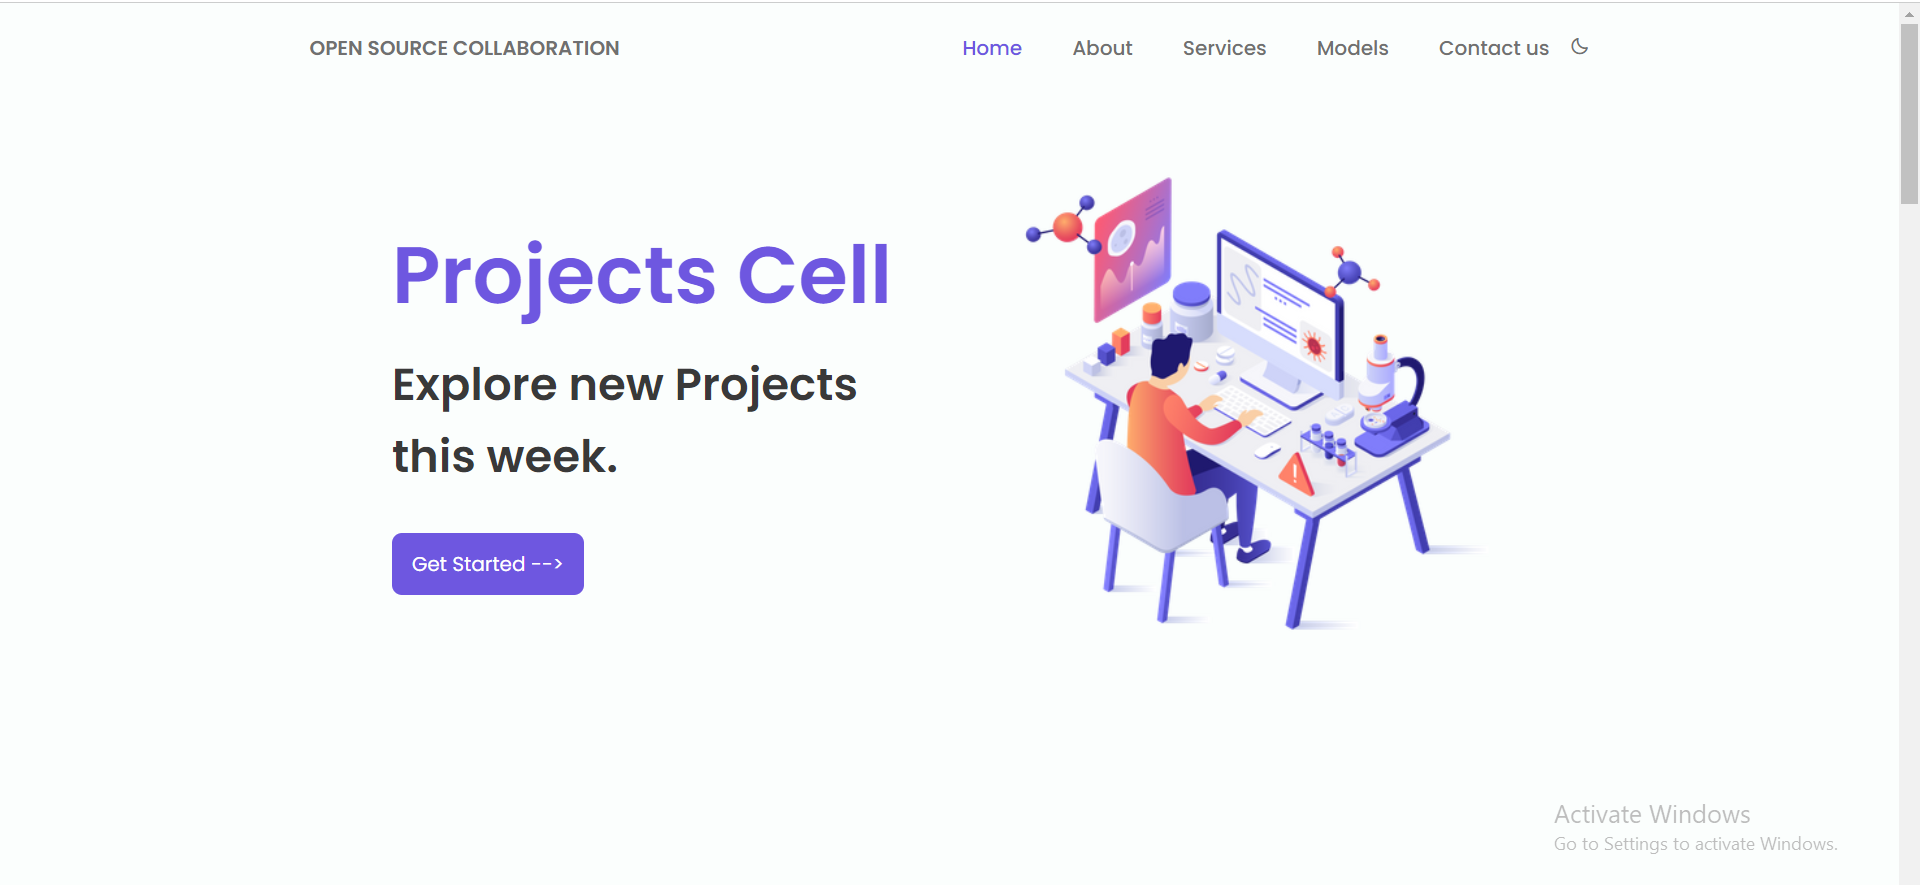 OPEN SOURCE COLLABORATION
Home About Services Models Contact us
Projects Cell
Explore new Projects
this week.
Get Started -->
Activate Windows
Go to Settings to activate Windows.